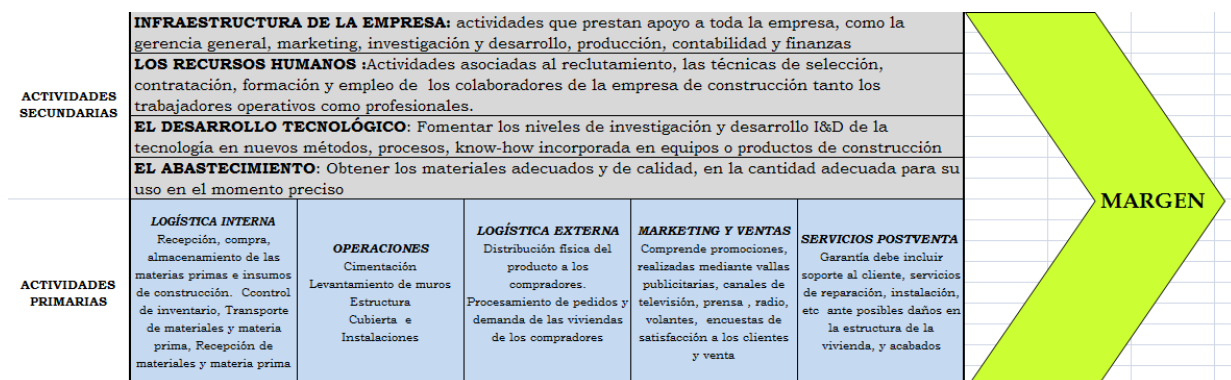 INFRAESTRUCTURA DE LA EMPRESA: actividades que prestan apoyo a toda la empresa, como la
gerencia general, marketing, investigación y desarrollo, producción, contabilidad y finanzas
LOS RECURSOS HUMANOS :Actividades asociadas al reclutamiento, las técnicas de selección,
contratación, formación y empleo de los colaboradores de la empresa de construcción tanto los
trabajadores operativos como profesionales.
ACTIVIDADES
SECUNDARIAS
EL DESARROLLO TECNOLÓGICO: Fomentar los niveles de investigación y desarrollo I&D de la
tecnología en nuevos métodos, procesos, know-how incorporada en equipos o productos de construcción
EL ABASTECIMIENTO: Obtener los materiales adecuados y de calidad, en la cantidad adecuada para su
uso en el momento preciso
MARGEN
ACTIVIDADES
PRIMARIAS
LOGÍSTICA INTERNA
Recepción, compra,
almacenamiento de las
materias primas e insumos
de construcción. Ccontrol
de inventario, Transporte
de materiales y materia
prima, Recepción de
materiales y materia prima
OPERACIONES
Cimentación
Levantamiento de muros
Estructura
Cubierta e
Instalaciones
LOGÍSTICA EXTERNA
Distribución física del
producto a los
compradores.
Procesamiento de pedidos y
demanda de las viviendas
de los compradores
MARKETING Y VENTAS
Comprende promociones,
realizadas mediante vallas
publicitarias, canales de
televisión, prensa , radio,
volantes, encuestas de
satisfacción a los clientes
y venta
SERVICIOS POSTVENTA
Garantía debe incluir
soporte al cliente, servicios
de reparación, instalación,
etc ante posibles daños en
la estructura de la
vivienda, y acabados